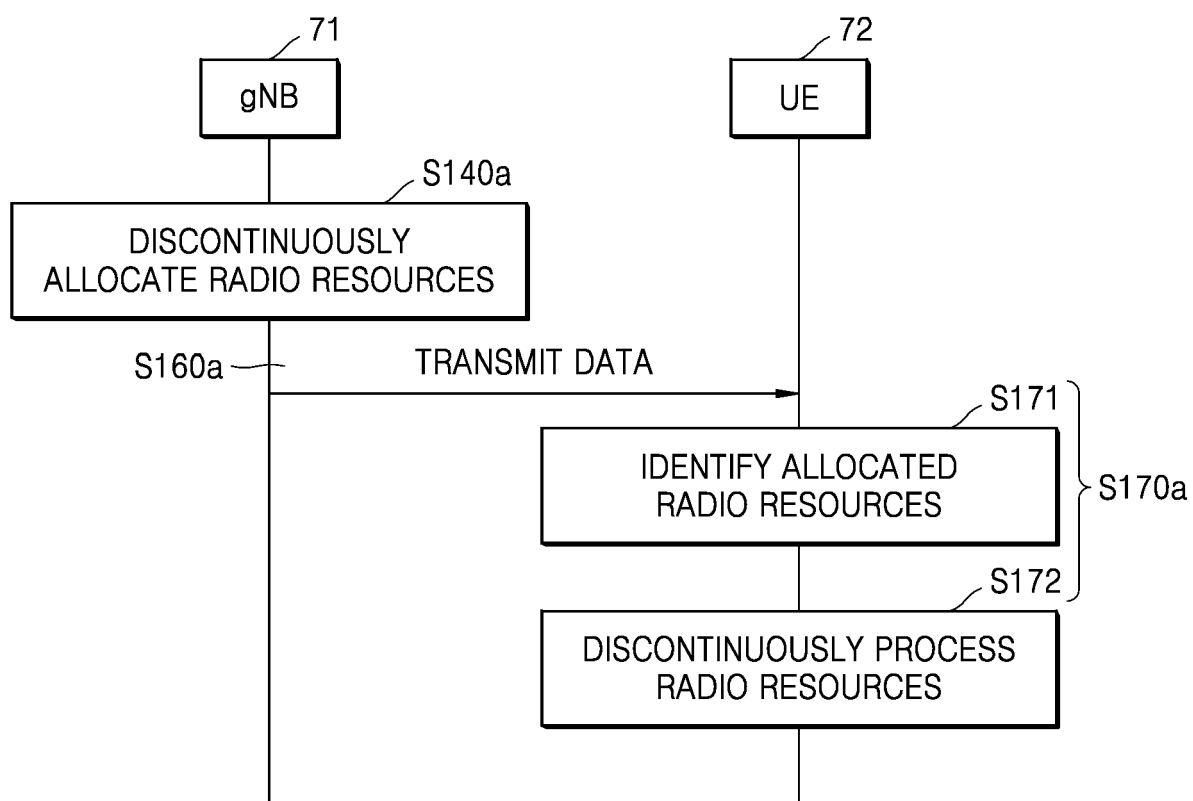 71
72
gNB
UE
S140a
DISCONTINUOUSLY
ALLOCATE RADIO RESOURCES
S160a
TRANSMIT DATA
S171
IDENTIFY ALLOCATED
RADIO RESOURCES
S170a
S172
DISCONTINUOUSLY PROCESS
RADIO RESOURCES